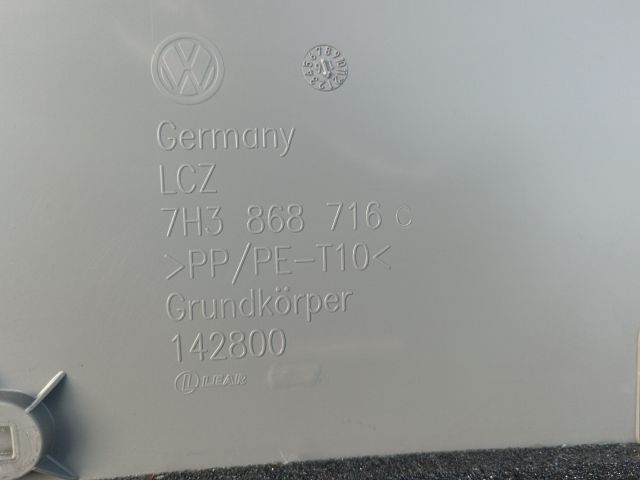 Germany
LCZ
7H3 868 716 C
>PP/PE-T10<
Grundkörper
142800
L LEAR